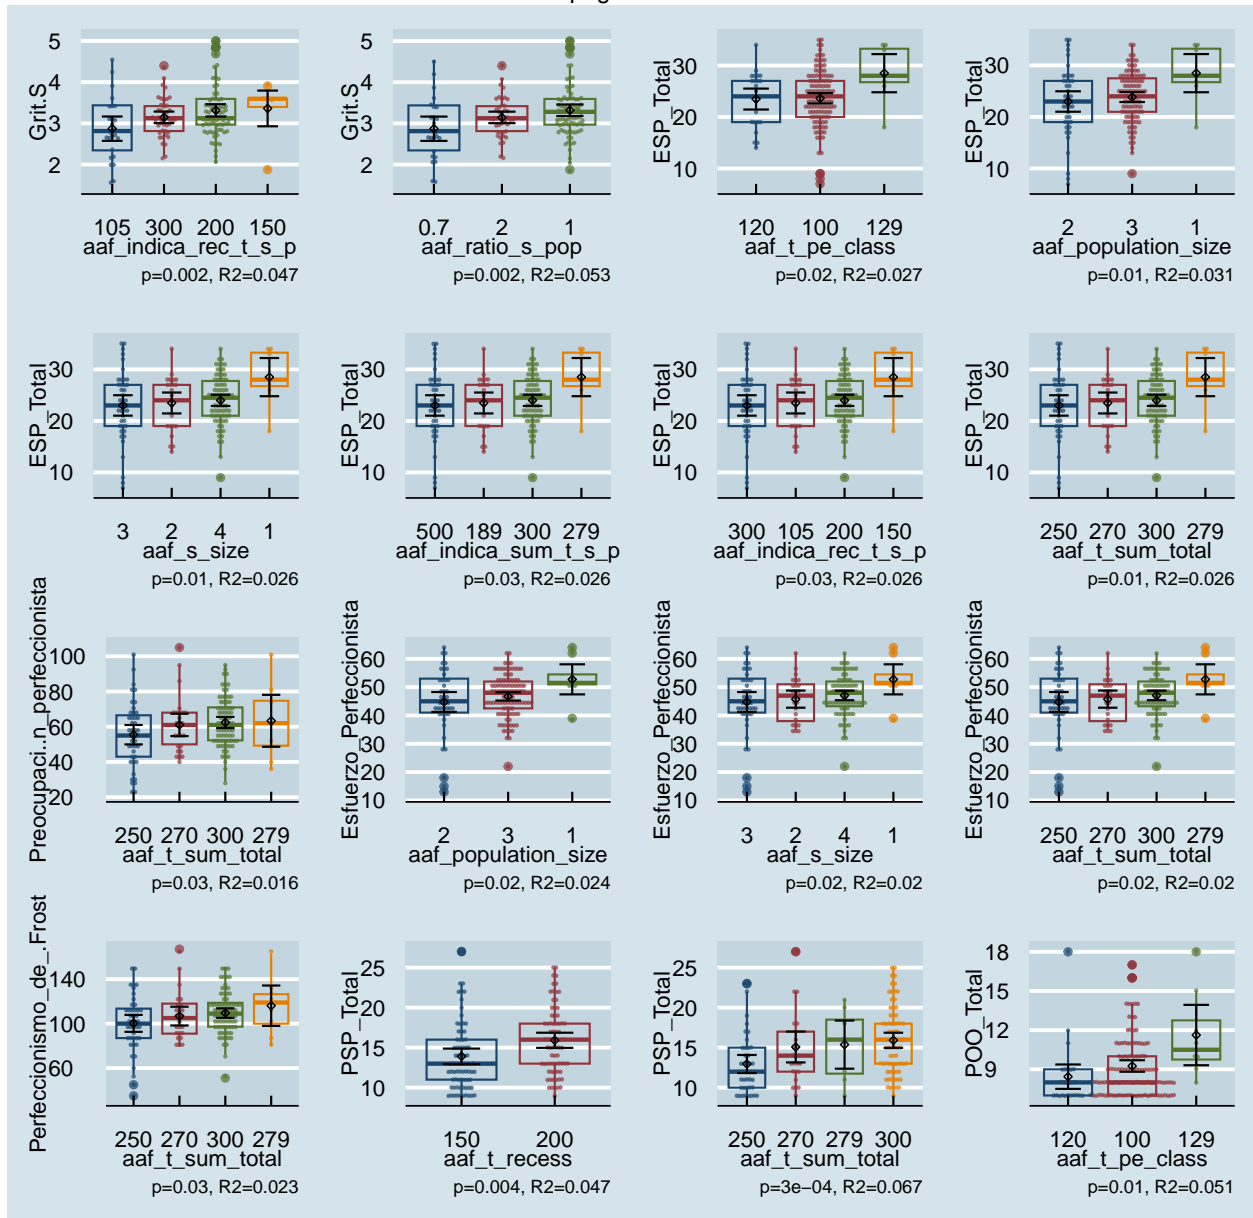 pg
Grit.S
5
4
3
2
105 300 200 150
aaf_indica_rec_t_s_p
p=0.002, R2=0.047
Grit.S
5
4
3
2
0.7 2 1
aaf_ratio_s_pop
p=0.002, R2=0.053
ESP_Total
30
20
10
120 100 129
aaf_t_pe_class
p=0.02, R2=0.027
ESP_Total
30
20
10
2 3 1
aaf_population_size
p=0.01, R2=0.031
ESP_Total
30
20
10
3 2 4 1
aaf_s_size
p=0.01, R2=0.026
ESP_Total
30
20
10
500 189 300 279
aaf_indica_sum_t_s_p
p=0.03, R2=0.026
ESP_Total
30
20
10
300 105 200 150
aaf_indica_rec_t_s_p
p=0.03, R2=0.026
ESP_Total
30
20
10
250 270 300 279
aaf_t_sum_total
p=0.01, R2=0.026
Preocupaci..n_perfeccionista
100
80
60
40
20
250 270 300 279
aaf_t_sum_total
p=0.03, R2=0.016
Esfuerzo_Perfeccionista
60
50
40
30
20
10
2 3 1
aaf_population_size
p=0.02, R2=0.024
Esfuerzo_Perfeccionista
60
50
40
30
20
10
3 2 4 1
aaf_s_size
p=0.02, R2=0.02
Esfuerzo_Perfeccionista
60
50
40
30
20
10
250 270 300 279
aaf_t_sum_total
p=0.02, R2=0.02
Perfeccionismo_de_.Frost
140
100
60
250 270 300 279
aaf_t_sum_total
p=0.03, R2=0.023
PSP_Total
25
20
15
10
150 200
aaf_t_recess
p=0.004, R2=0.047
PSP_Total
25
20
15
10
250 270 279 300
aaf_t_sum_total
p=3e−04, R2=0.067
POO_Total
18
15
12
9
120 100 129
aaf_t_pe_class
p=0.01, R2=0.051